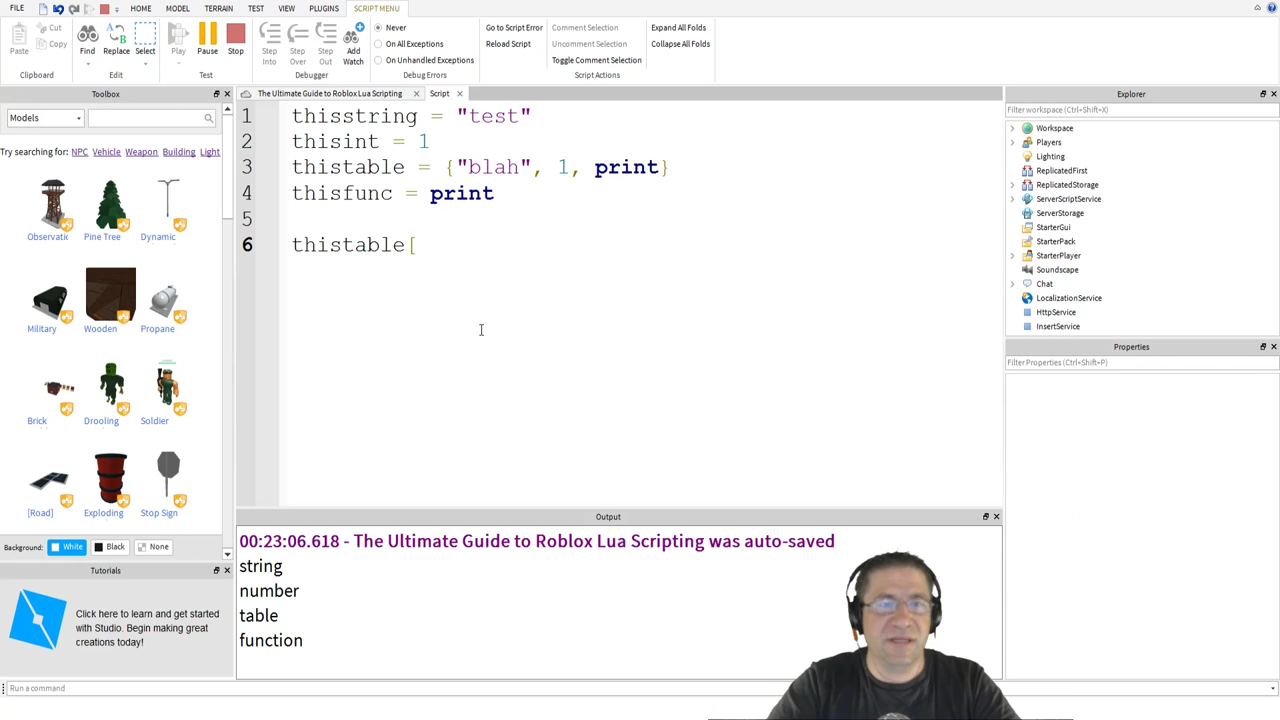 FILE HOME MODEL TERRAIN TEST VIEW PLUGINS SCRIPT MENU
Paste Cut Copy Clipboard
Find Replace Select Edit
Play Pause Stop Test
Step Into Step Over Step Out Add Watch Debugger
Never
On All Exceptions
On Unhandled Exceptions
Debug Errors
Go to Script Error Comment Selection Expand All Folds
Reload Script Uncomment Selection Collapse All Folds
Toggle Comment Selection
Script Actions
Toolbox
Models
Try searching for: NPC Vehicle Weapon Building Light
Observatic Pine Tree Dynamic
Military Wooden Propane
Brick Drooling Soldier
[Road] Exploding Stop Sign
STOP
Background: White Black None
Tutorials
Click here to learn and get started
with Studio. Begin making great
creations today!
The Ultimate Guide to Roblox Lua Scripting Script
1 thisstring = "test"
2 thisint = 1
3 thistable = {"blah", 1, print}
4 thisfunc = print
5
6 thistable[
Output
00:23:06.618 - The Ultimate Guide to Roblox Lua Scripting was auto-saved
string
number
table
function
Explorer
Filter workspace (Ctrl+Shift+X)
Workspace
Players
Lighting
ReplicatedFirst
ReplicatedStorage
ServerScriptService
ServerStorage
StarterGui
StarterPack
StarterPlayer
Soundscape
Chat
LocalizationService
HttpService
InsertService
Properties
Filter Properties (Ctrl+Shift+P)
Run a command